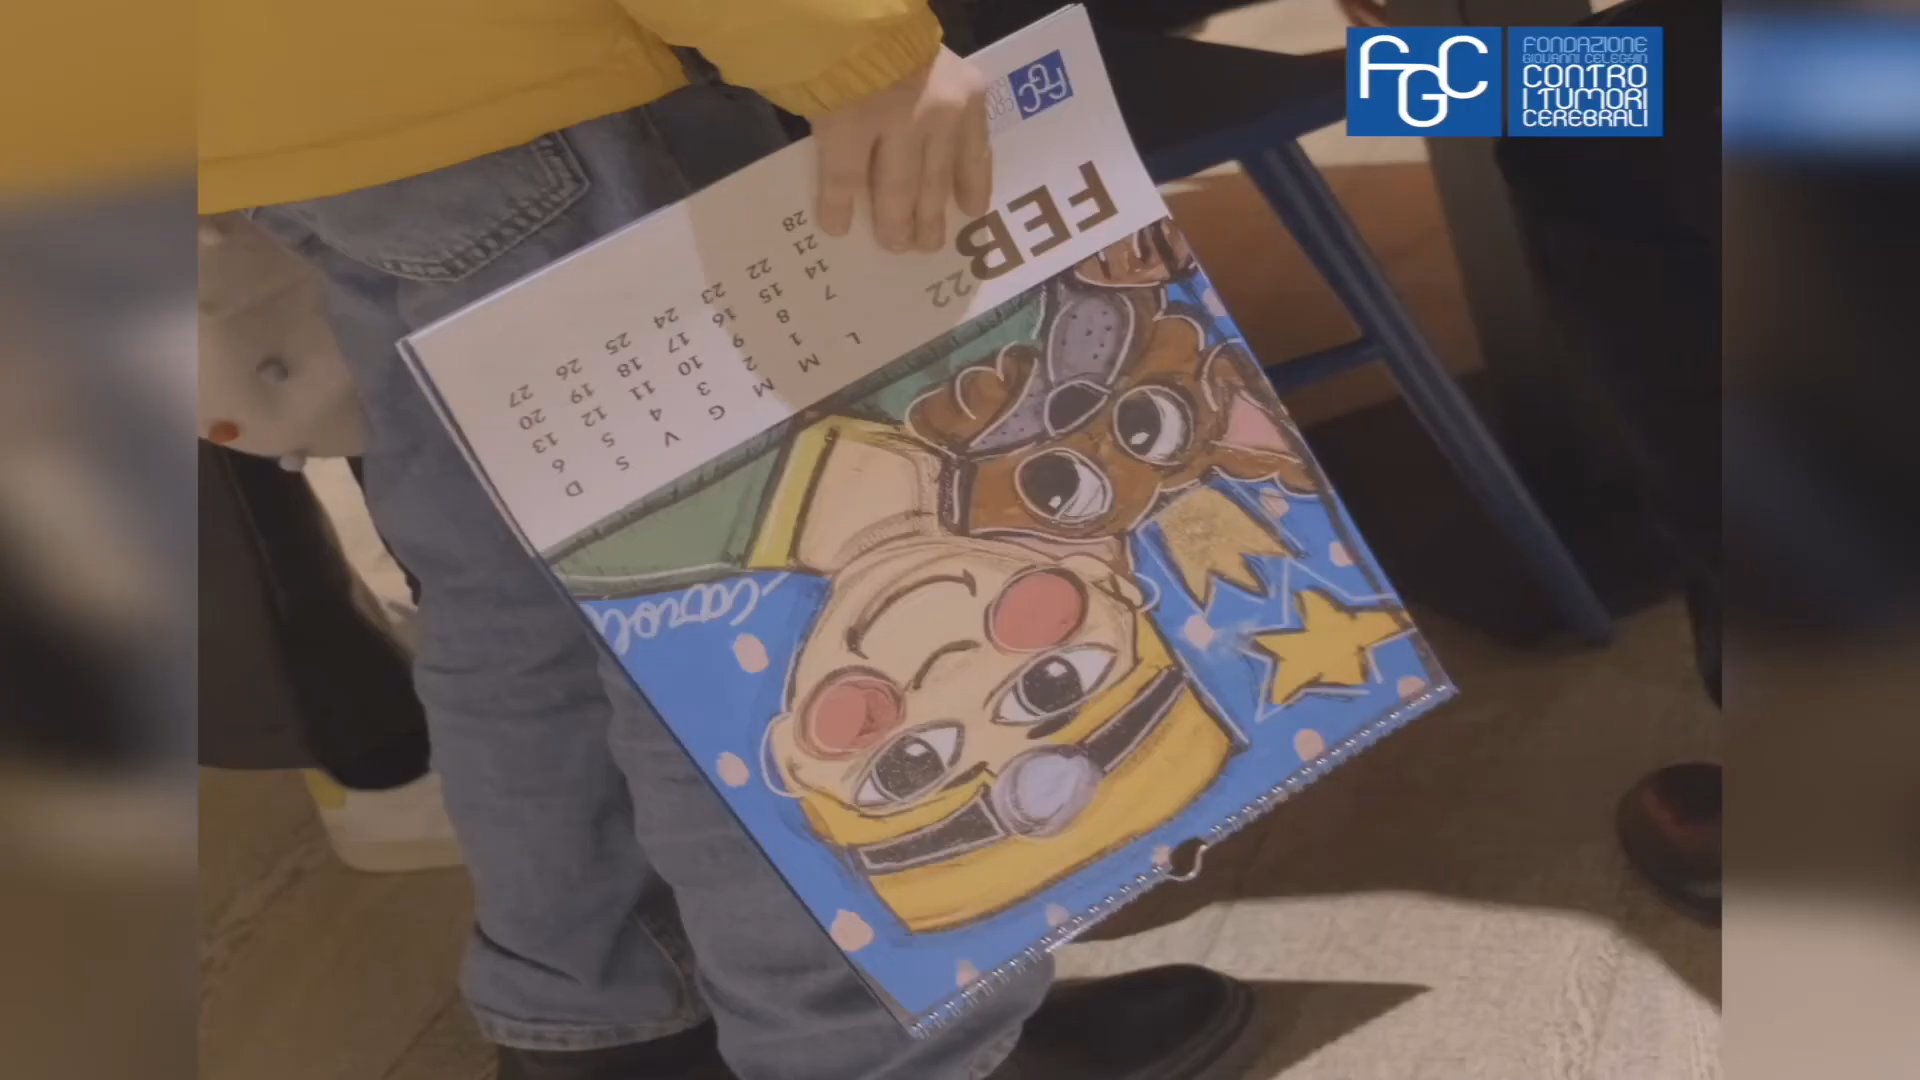 FGC
FONDAZIONE
GIOVANNI CELEGHIN
CONTRO
I TUMORI
CEREBRALI
FGC
FEB
22
L M M G V S D
1 2 3 4 5 6
7 8 9 10 11 12 13
14 15 16 17 18 19 20
21 22 23 24 25 26 27
28